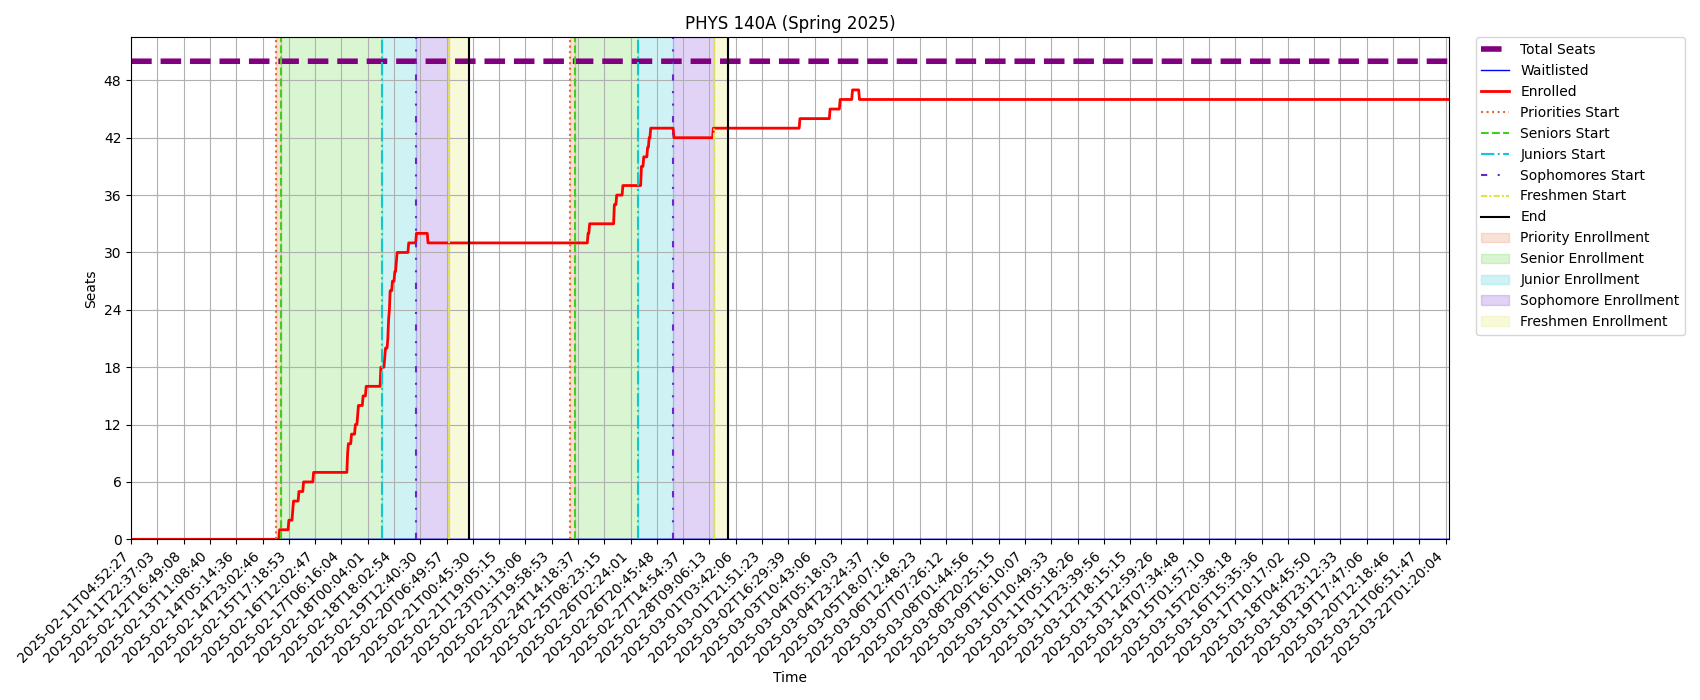 PHYS 140A (Spring 2025)
Seats
48
42
36
30
24
18
12
6
0
2025-02-11T04:52:27
2025-02-11T22:37:03
2025-02-12T16:49:08
2025-02-13T11:08:40
2025-02-14T05:14:36
2025-02-14T23:02:46
2025-02-15T17:18:53
2025-02-16T12:02:47
2025-02-17T06:16:04
2025-02-18T00:04:01
2025-02-18T18:02:54
2025-02-19T12:40:30
2025-02-20T06:49:57
2025-02-21T00:45:30
2025-02-21T19:05:15
2025-02-23T01:13:06
2025-02-23T19:58:53
2025-02-24T14:18:37
2025-02-25T08:23:15
2025-02-26T02:24:01
2025-02-26T20:45:48
2025-02-27T14:54:37
2025-02-28T09:06:13
2025-03-01T03:42:06
2025-03-01T21:51:23
2025-03-02T16:29:39
2025-03-03T10:43:06
2025-03-04T05:18:03
2025-03-04T23:24:37
2025-03-05T18:07:16
2025-03-06T12:48:23
2025-03-07T07:26:12
2025-03-08T01:44:56
2025-03-08T20:25:15
2025-03-09T16:10:07
2025-03-10T10:49:33
2025-03-11T05:18:26
2025-03-11T23:39:56
2025-03-12T18:15:15
2025-03-13T12:59:26
2025-03-14T07:34:48
2025-03-15T01:57:10
2025-03-15T20:38:18
2025-03-16T15:35:36
2025-03-17T10:17:02
2025-03-18T04:45:50
2025-03-18T23:12:33
2025-03-19T17:47:06
2025-03-20T12:18:46
2025-03-21T06:51:47
2025-03-22T01:20:04
Time
Total Seats
Waitlisted
Enrolled
Priorities Start
Seniors Start
Juniors Start
Sophomores Start
Freshmen Start
End
Priority Enrollment
Senior Enrollment
Junior Enrollment
Sophomore Enrollment
Freshmen Enrollment